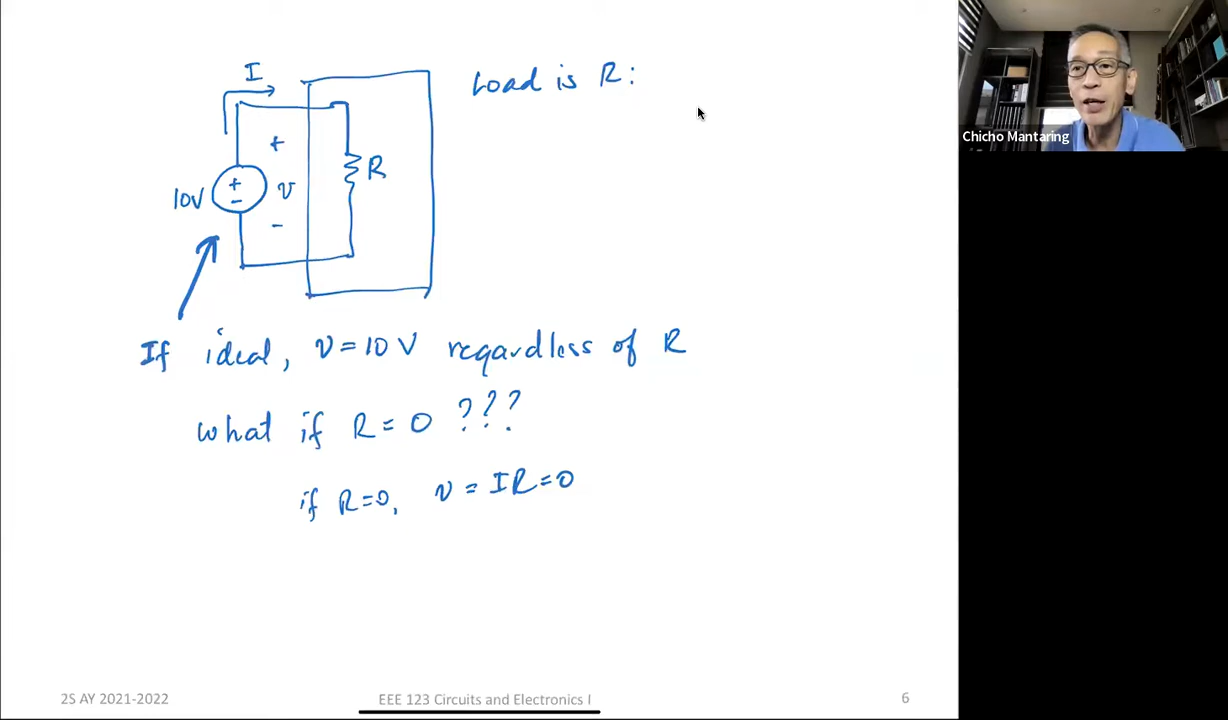 I
Load is R:
+
R
10V
+
-
v
-
If ideal, v = 10 V regardless of R
What if R = 0 ???
if R=0, v = IR = 0
2S AY 2021-2022
EEE 123 Circuits and Electronics I
6
Chicho Mantaring